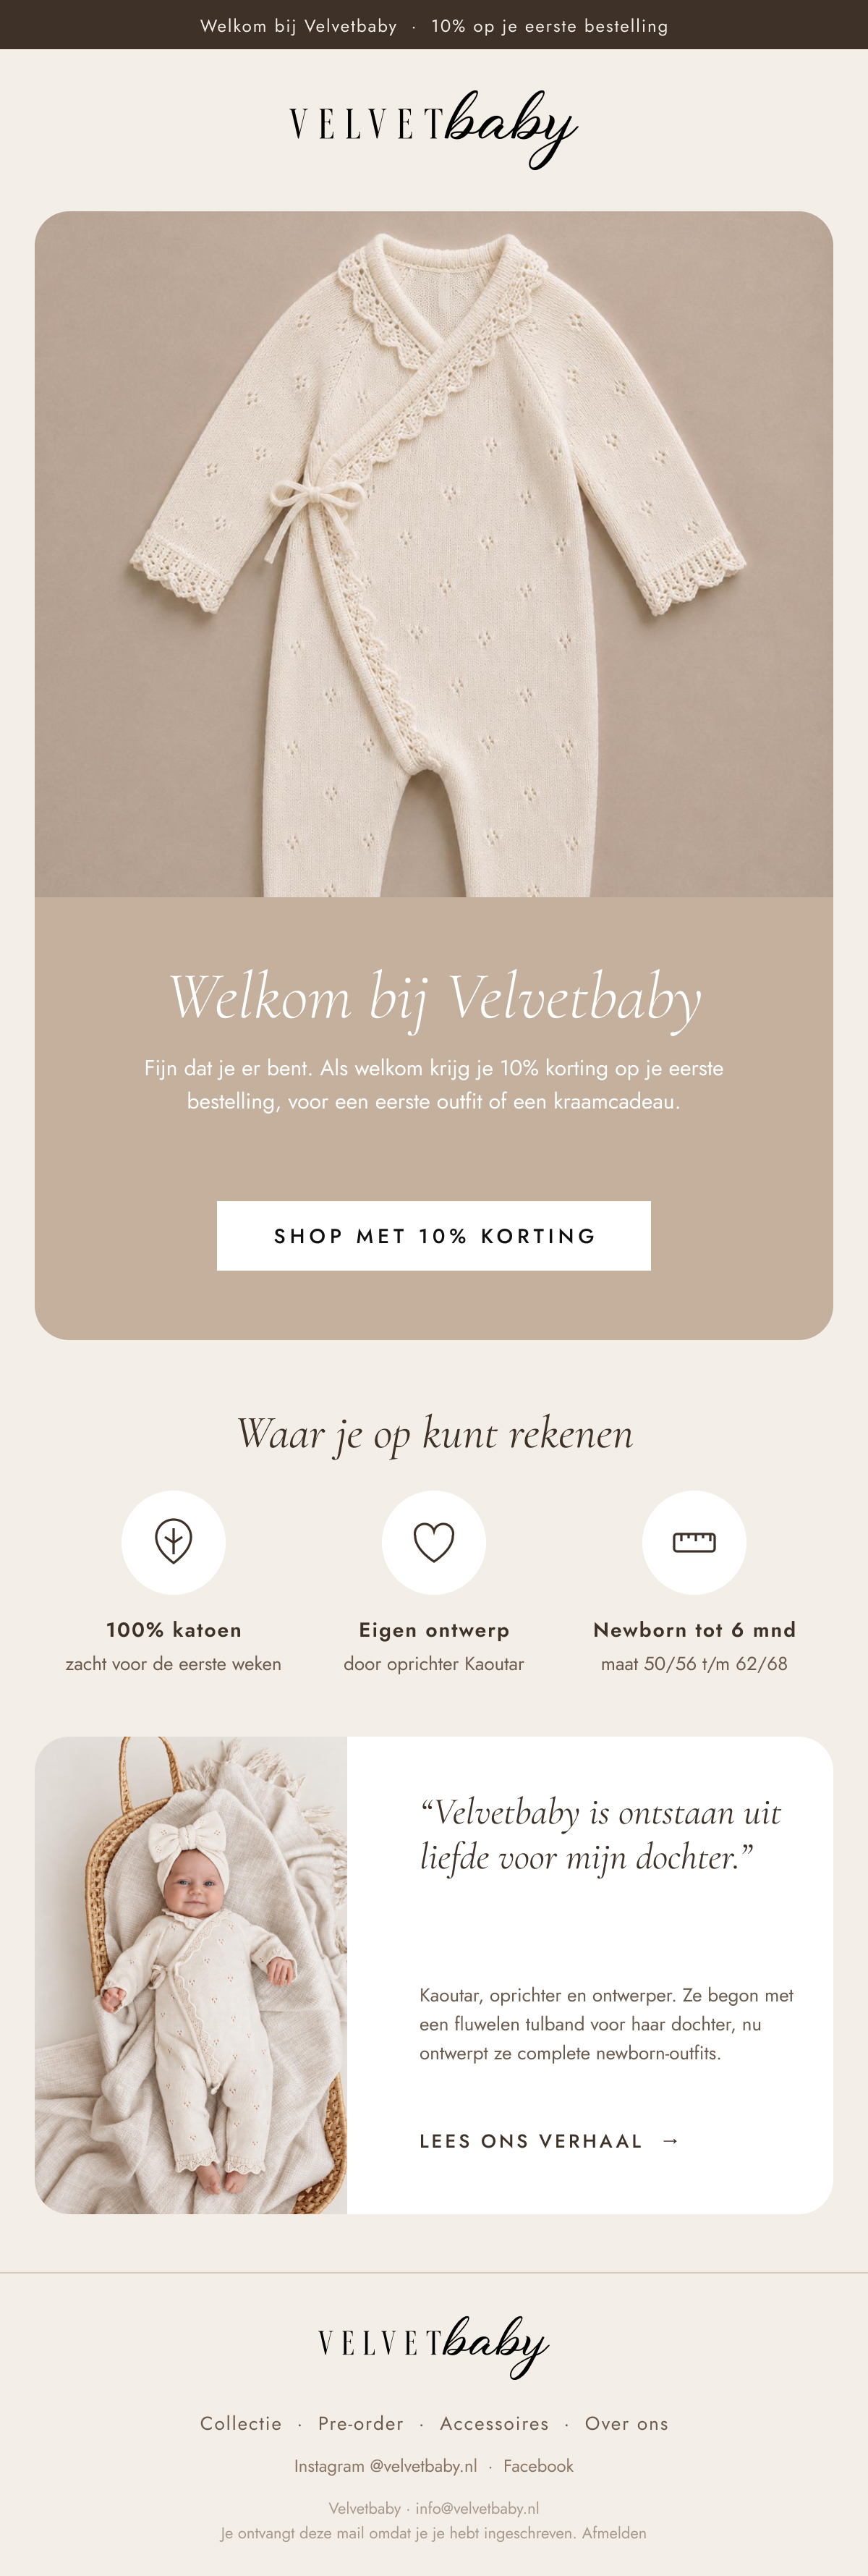 Welkom bij Velvetbaby · 10% op je eerste bestelling
VELVETbaby
Welkom bij Velvetbaby
Fijn dat je er bent. Als welkom krijg je 10% korting op je eerste
bestelling, voor een eerste outfit of een kraamcadeau.
SHOP MET 10% KORTING
Waar je op kunt rekenen
100% katoen
zacht voor de eerste weken
Eigen ontwerp
door oprichter Kaoutar
Newborn tot 6 mnd
maat 50/56 t/m 62/68
“Velvetbaby is ontstaan uit
liefde voor mijn dochter.”
Kaoutar, oprichter en ontwerper. Ze begon met
een fluwelen tulband voor haar dochter, nu
ontwerpt ze complete newborn-outfits.
LEES ONS VERHAAL →
VELVETbaby
Collectie · Pre-order · Accessoires · Over ons
Instagram @velvetbaby.nl · Facebook
Velvetbaby · info@velvetbaby.nl
Je ontvangt deze mail omdat je je hebt ingeschreven. Afmelden